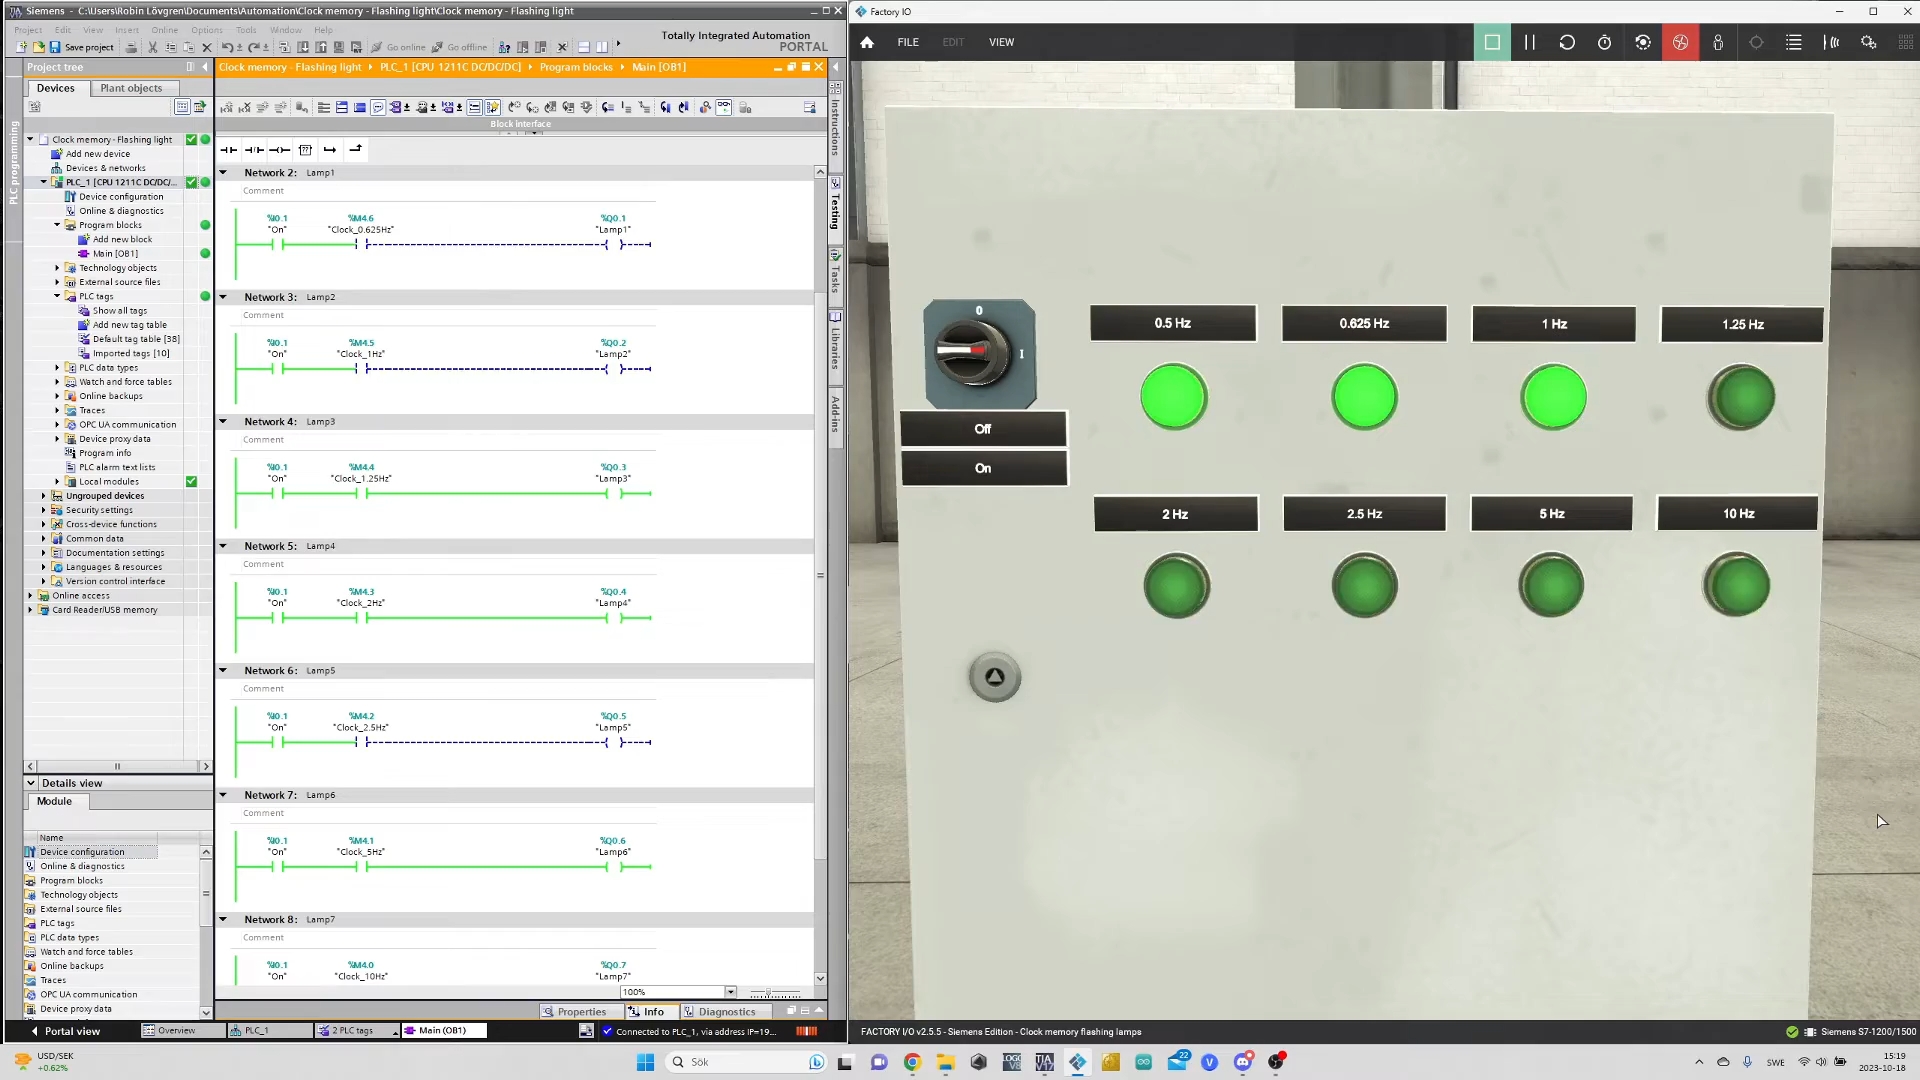 Siemens - C:\Users\Robin Lövgren\Documents\Automation\Clock memory - Flashing light\Clock memory - Flashing light
Project Edit View Insert Online Options Tools Window Help
Save project
Go online
Go offline
Totally Integrated Automation
PORTAL
Project tree
Devices
Plant objects
PLC programming
Clock memory - Flashing light
Add new device
Devices & networks
PLC_1 [CPU 1211C DC/DC/...
Device configuration
Online & diagnostics
Program blocks
Add new block
Main [OB1]
Technology objects
External source files
PLC tags
Show all tags
Add new tag table
Default tag table [38]
Imported tags [10]
PLC data types
Watch and force tables
Online backups
Traces
OPC UA communication
Device proxy data
Program info
PLC alarm text lists
Local modules
Ungrouped devices
Security settings
Cross-device functions
Common data
Documentation settings
Languages & resources
Version control interface
Online access
Card Reader/USB memory
Details view
Module
Name
Device configuration
Online & diagnostics
Program blocks
Technology objects
External source files
PLC tags
PLC data types
Watch and force tables
Online backups
Traces
OPC UA communication
Device proxy data
Clock memory - Flashing light PLC_1 [CPU 1211C DC/DC/DC] Program blocks Main [OB1]
Block interface
Network 2: Lamp1
Comment
%I0.1 %M4.6 %Q0.1
"On" "Clock_0.625Hz" "Lamp1"
Network 3: Lamp2
Comment
%I0.1 %M4.5 %Q0.2
"On" "Clock_1Hz" "Lamp2"
Network 4: Lamp3
Comment
%I0.1 %M4.4 %Q0.3
"On" "Clock_1.25Hz" "Lamp3"
Network 5: Lamp4
Comment
%I0.1 %M4.3 %Q0.4
"On" "Clock_2Hz" "Lamp4"
Network 6: Lamp5
Comment
%I0.1 %M4.2 %Q0.5
"On" "Clock_2.5Hz" "Lamp5"
Network 7: Lamp6
Comment
%I0.1 %M4.1 %Q0.6
"On" "Clock_5Hz" "Lamp6"
Network 8: Lamp7
Comment
%I0.1 %M4.0 %Q0.7
"On" "Clock_10Hz" "Lamp7"
100%
Properties
Info
Diagnostics
Instructions
Testing
Tasks
Libraries
Add-ins
Portal view
Overview
PLC_1
2 PLC tags
Main (OB1)
Connected to PLC_1, via address IP=19...
Factory IO
FILE EDIT VIEW
0
I
Off
On
0.5 Hz
0.625 Hz
1 Hz
1.25 Hz
2 Hz
2.5 Hz
5 Hz
10 Hz
FACTORY I/O v2.5.5 - Siemens Edition - Clock memory flashing lamps
Siemens S7-1200/1500
USD/SEK
+0.62%
Sök
LOGO V8
TIA V17
22
SWE
15:19
2023-10-18